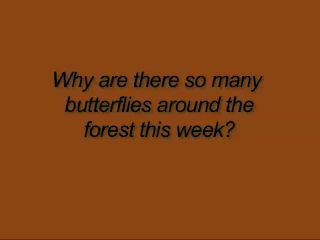 Why are there so many
butterflies around the
forest this week?